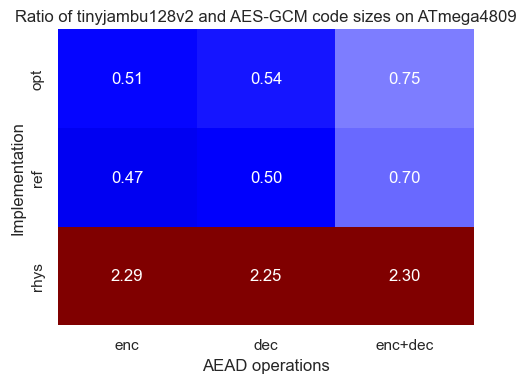 Ratio of tinyjambu128v2 and AES-GCM code sizes on ATmega4809
Implementation
opt
0.51 0.54 0.75
ref
0.47 0.50 0.70
rhys
2.29 2.25 2.30
enc dec enc+dec
AEAD operations